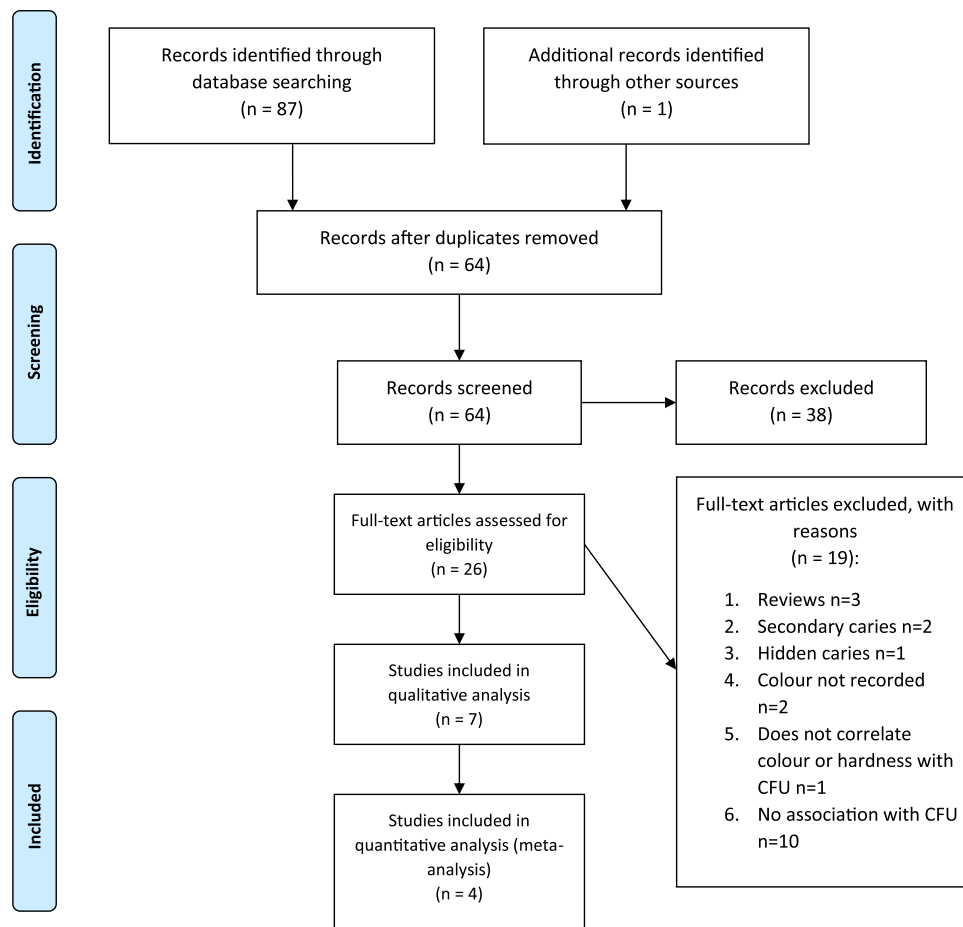 Identification
Records identified through
database searching
(n = 87)
Additional records identified
through other sources
(n = 1)
Records after duplicates removed
(n = 64)
Screening
Records screened
(n = 64)
Records excluded
(n = 38)
Eligibility
Full-text articles assessed for
eligibility
(n = 26)
Full-text articles excluded, with
reasons
(n = 19):
1. Reviews n=3
2. Secondary caries n=2
3. Hidden caries n=1
4. Colour not recorded
n=2
5. Does not correlate
colour or hardness with
CFU n=1
6. No association with CFU
n=10
Studies included in
qualitative analysis
(n = 7)
Included
Studies included in
quantitative analysis (meta-
analysis)
(n = 4)